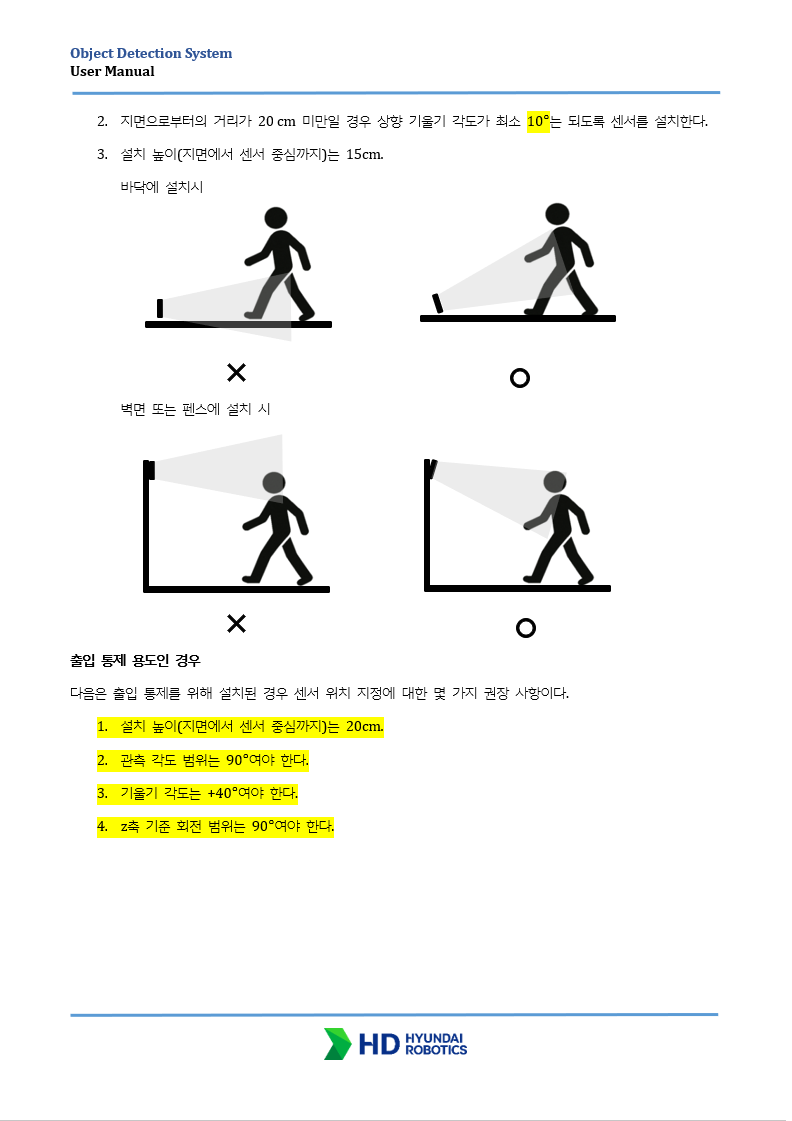 Object Detection System
User Manual
2. 지면으로부터의 거리가 20 cm 미만일 경우 상향 기울기 각도가 최소 10°는 되도록 센서를 설치한다.
3. 설치 높이(지면에서 센서 중심까지)는 15cm.
바닥에 설치시
벽면 또는 펜스에 설치 시
출입 통제 용도인 경우
다음은 출입 통제를 위해 설치된 경우 센서 위치 지정에 대한 몇 가지 권장 사항이다.
1. 설치 높이(지면에서 센서 중심까지)는 20cm.
2. 관측 각도 범위는 90°여야 한다.
3. 기울기 각도는 +40°여야 한다.
4. z축 기준 회전 범위는 90°여야 한다.
HD HYUNDAI
ROBOTICS